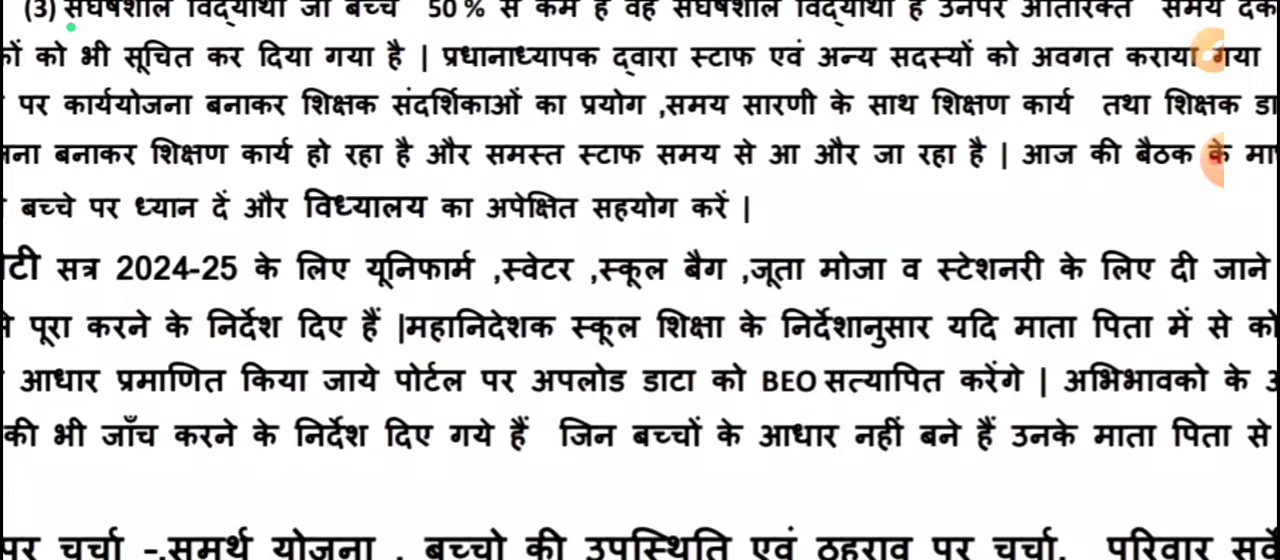 (3) संघर्षशील विद्यार्थी जो बच्चे 50 % से कम है वह संघर्षशील विद्यार्थी है उनपर अतिरिक्त समय
को भी सूचित कर दिया गया है | प्रधानाध्यापक द्वारा स्टाफ एवं अन्य सदस्यों को अवगत कराया गया
पर कार्ययोजना बनाकर शिक्षक संदर्शिकाओं का प्रयोग ,समय सारणी के साथ शिक्षण कार्य तथा शिक्षक
बनाकर शिक्षण कार्य हो रहा है और समस्त स्टाफ समय से आ और जा रहा है | आज की बैठक के
बच्चे पर ध्यान दें और विध्यालय का अपेक्षित सहयोग करें |
सत्र 2024-25 के लिए यूनिफार्म ,स्वेटर ,स्कूल बैग ,जूता मोजा व स्टेशनरी के लिए दी जाने
पूरा करने के निर्देश दिए हैं |महानिदेशक स्कूल शिक्षा के निर्देशानुसार यदि माता पिता में से
आधार प्रमाणित किया जाये पोर्टल पर अपलोड डाटा को BEO सत्यापित करेंगे | अभिभावको के
की भी जाँच करने के निर्देश दिए गये हैं जिन बच्चों के आधार नहीं बने हैं उनके माता पिता से
पर चर्चा –समर्थ योजना , बच्चो की उपस्थिति एवं ठहराव पर चर्चा, परिवार